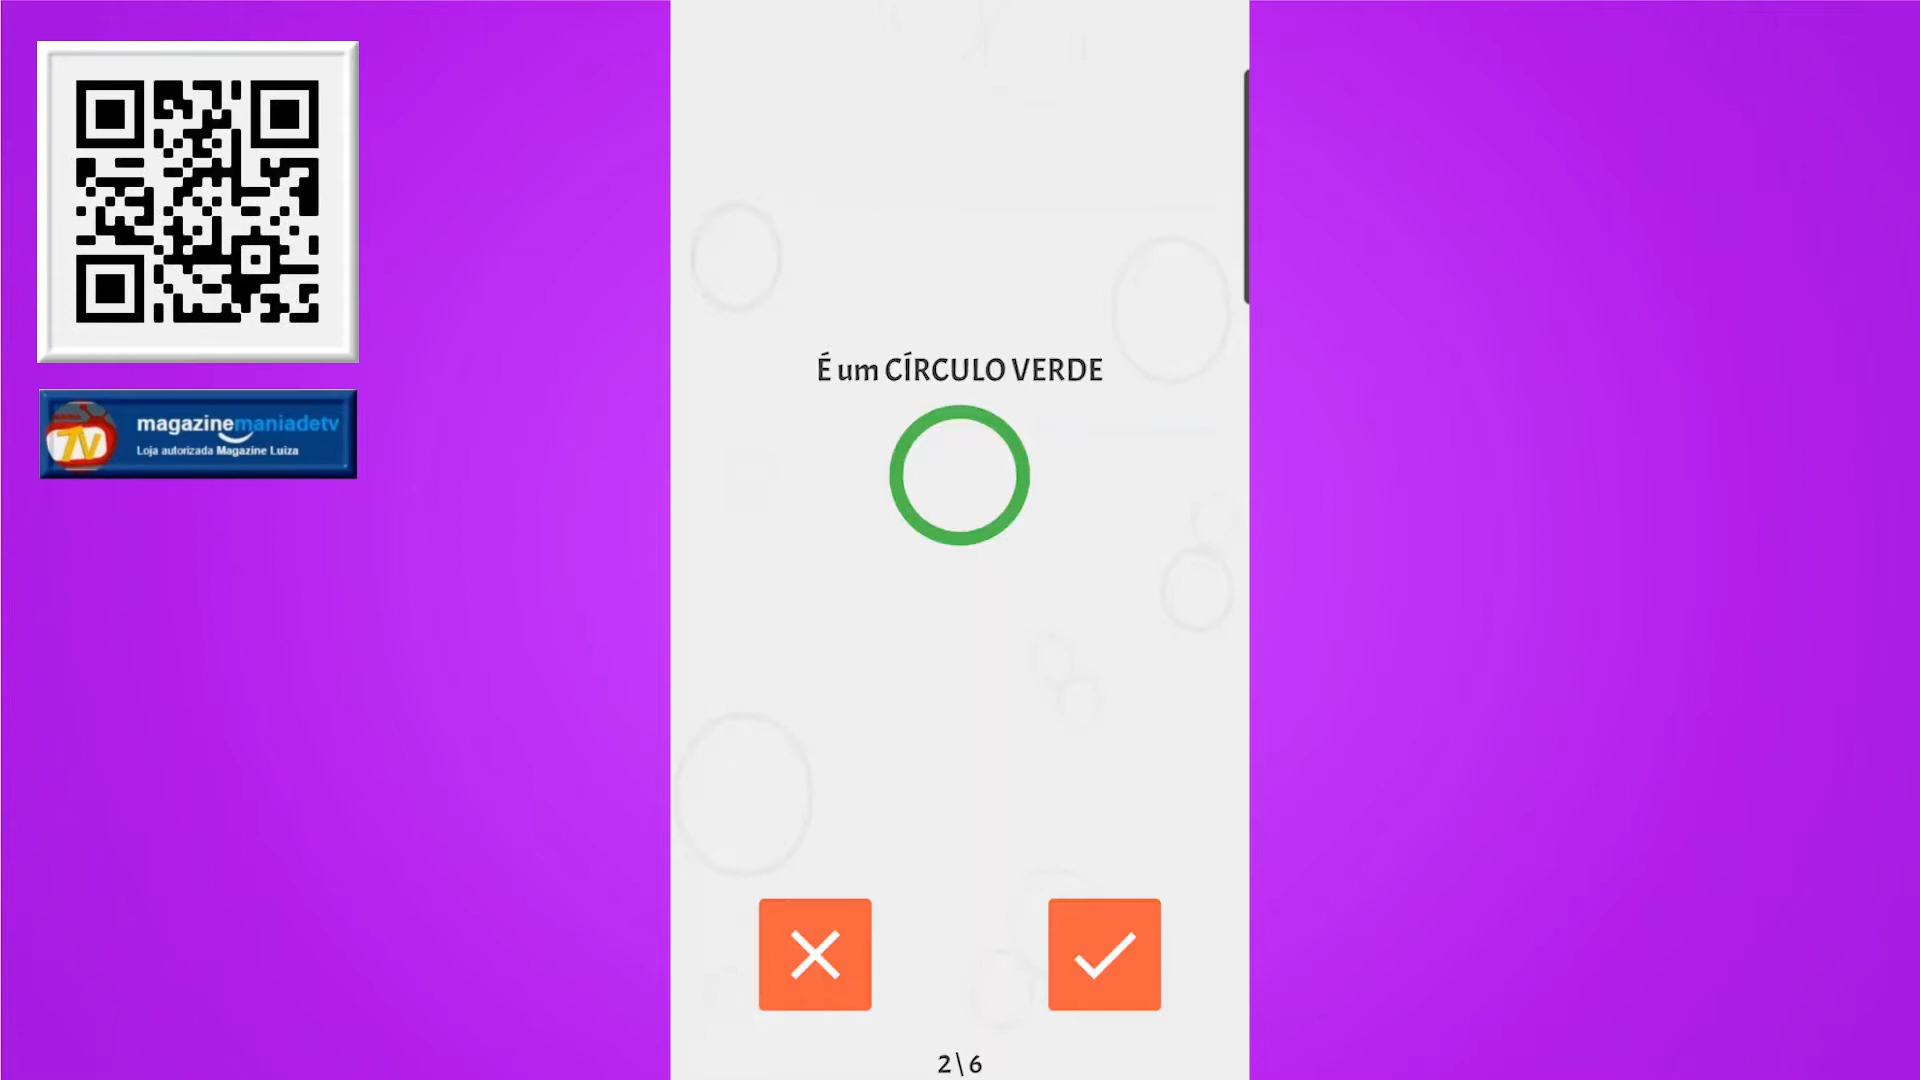 magazinemaniadetv
Loja autorizada Magazine Luiza
TV
É um CÍRCULO VERDE
2 \ 6